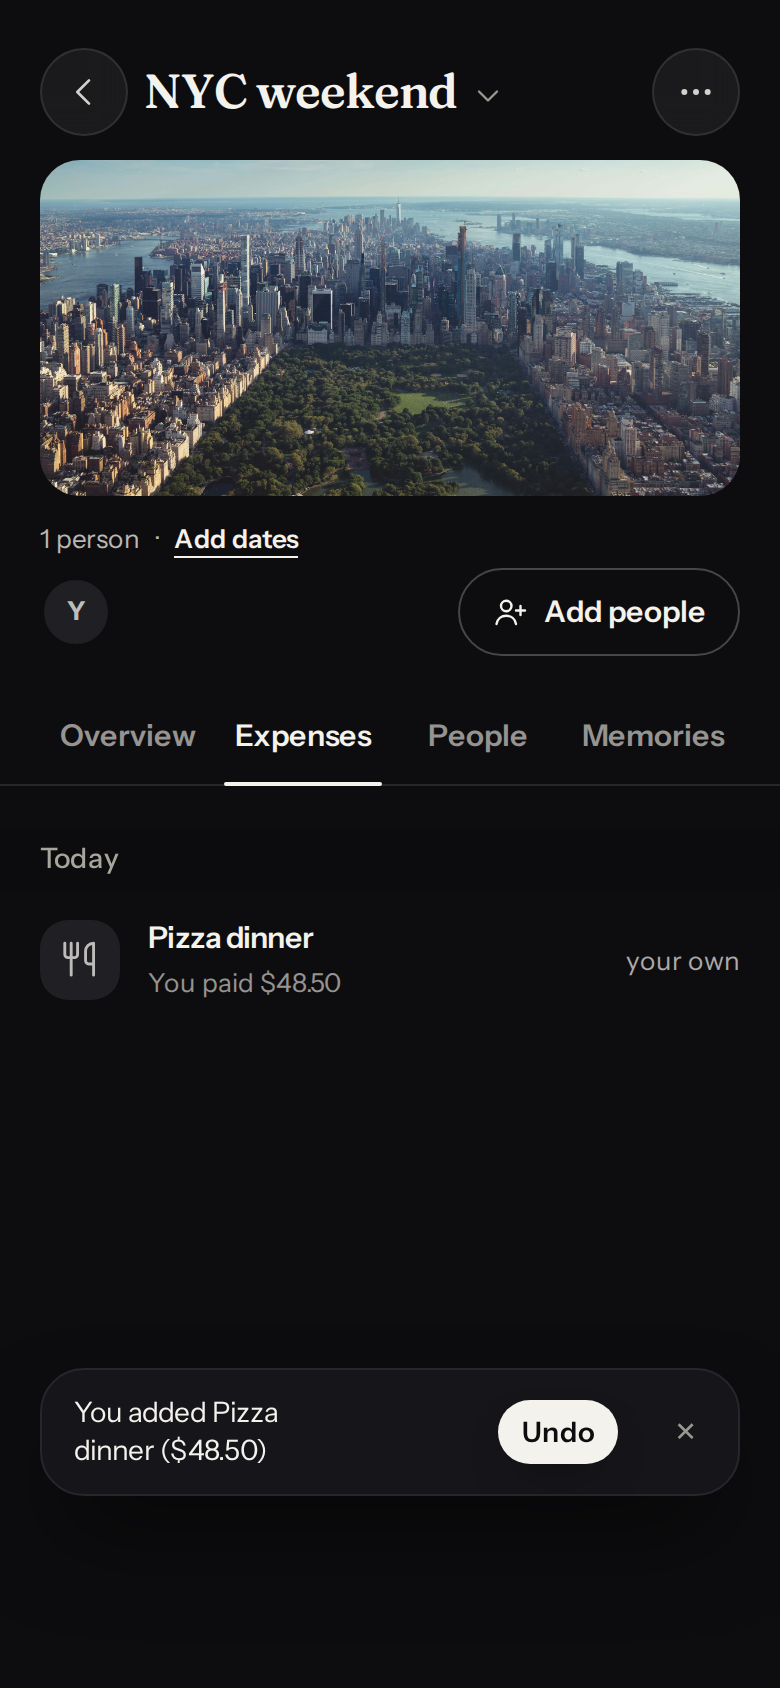 NYC weekend
1 person · Add dates
Y
Add people
Overview Expenses People Memories
Today
Pizza dinner
You paid $48.50
your own
You added Pizza
dinner ($48.50)
Undo